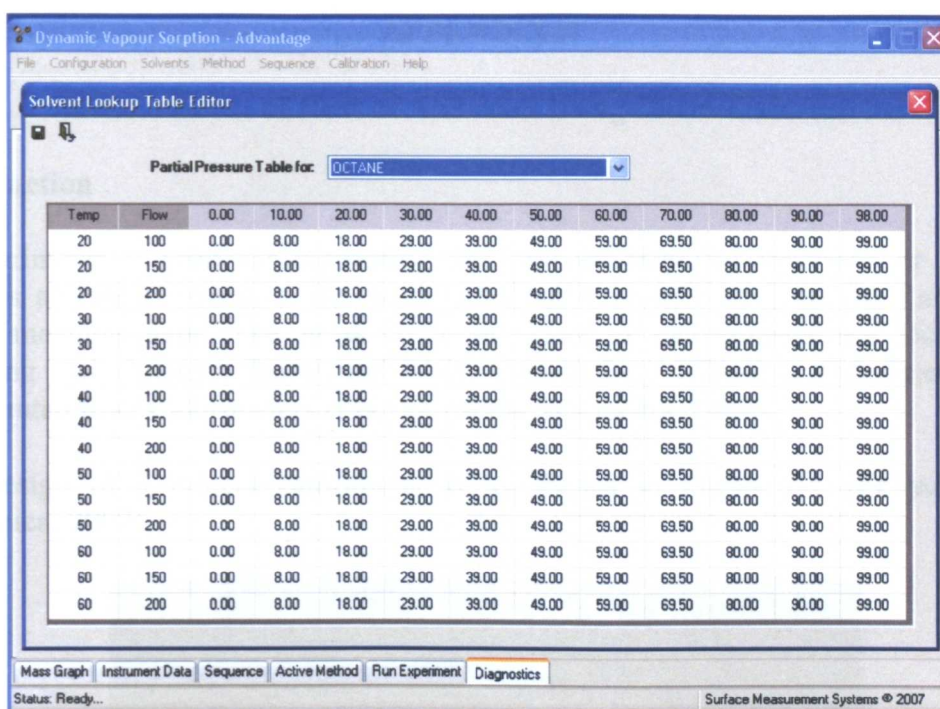 Dynamic Vapour Sorption - Advantage
File Configuration Solvents Method Sequence Calibration Help
Solvent Lookup Table Editor
Partial Pressure Table for: OCTANE
Temp Flow 0.00 10.00 20.00 30.00 40.00 50.00 60.00 70.00 80.00 90.00 98.00
20 100 0.00 8.00 18.00 29.00 39.00 49.00 59.00 69.50 80.00 90.00 99.00
20 150 0.00 8.00 18.00 29.00 39.00 49.00 59.00 69.50 80.00 90.00 99.00
20 200 0.00 8.00 18.00 29.00 39.00 49.00 59.00 69.50 80.00 90.00 99.00
30 100 0.00 8.00 18.00 29.00 39.00 49.00 59.00 69.50 80.00 90.00 99.00
30 150 0.00 8.00 18.00 29.00 39.00 49.00 59.00 69.50 80.00 90.00 99.00
30 200 0.00 8.00 18.00 29.00 39.00 49.00 59.00 69.50 80.00 90.00 99.00
40 100 0.00 8.00 18.00 29.00 39.00 49.00 59.00 69.50 80.00 90.00 99.00
40 150 0.00 8.00 18.00 29.00 39.00 49.00 59.00 69.50 80.00 90.00 99.00
40 200 0.00 8.00 18.00 29.00 39.00 49.00 59.00 69.50 80.00 90.00 99.00
50 100 0.00 8.00 18.00 29.00 39.00 49.00 59.00 69.50 80.00 90.00 99.00
50 150 0.00 8.00 18.00 29.00 39.00 49.00 59.00 69.50 80.00 90.00 99.00
50 200 0.00 8.00 18.00 29.00 39.00 49.00 59.00 69.50 80.00 90.00 99.00
60 100 0.00 8.00 18.00 29.00 39.00 49.00 59.00 69.50 80.00 90.00 99.00
60 150 0.00 8.00 18.00 29.00 39.00 49.00 59.00 69.50 80.00 90.00 99.00
60 200 0.00 8.00 18.00 29.00 39.00 49.00 59.00 69.50 80.00 90.00 99.00
Mass Graph Instrument Data Sequence Active Method Run Experiment Diagnostics
Status: Ready... Surface Measurement Systems © 2007